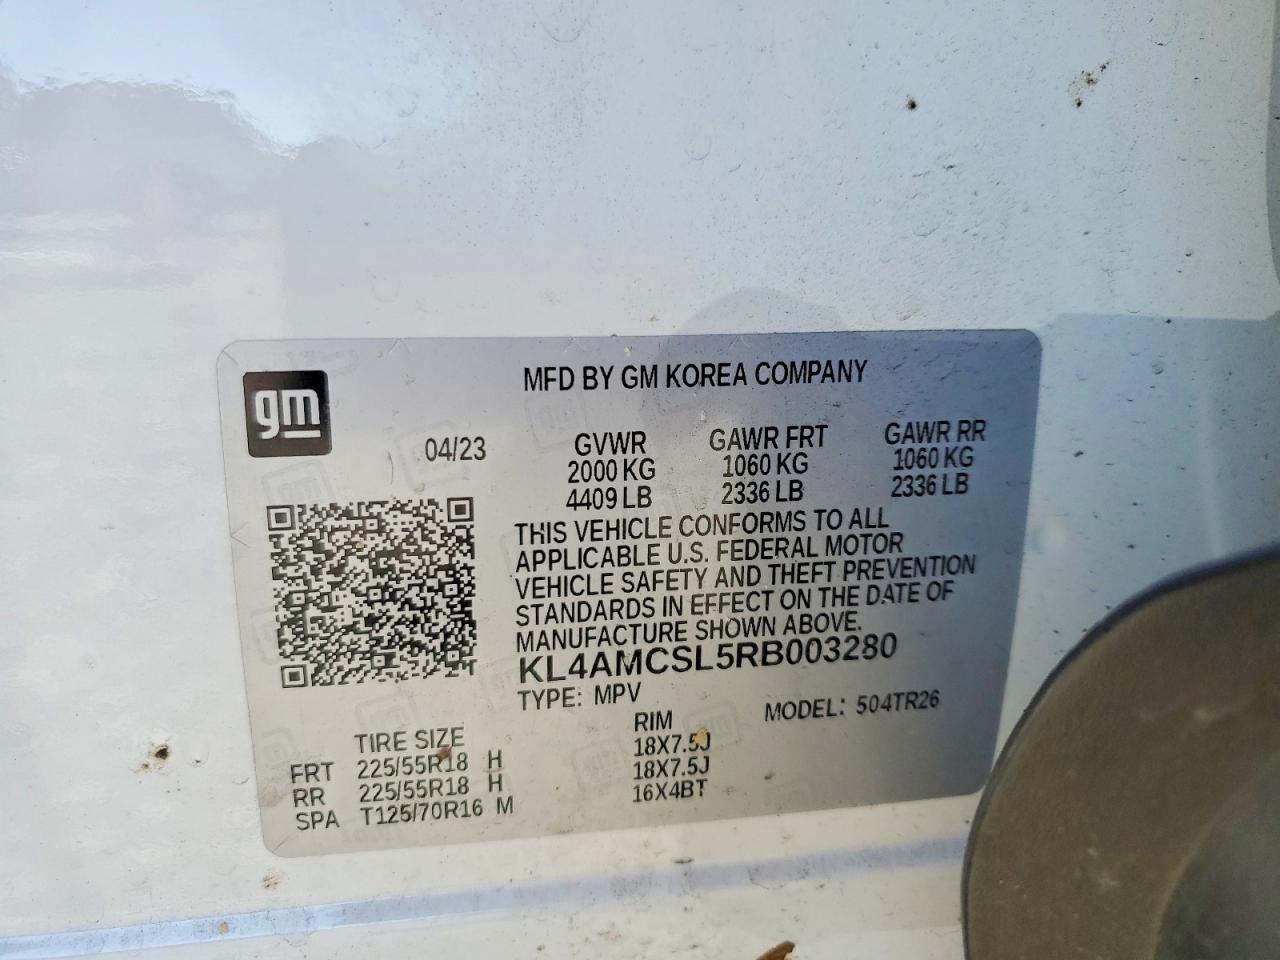 gm
MFD BY GM KOREA COMPANY
04/23
GVWR GAWR FRT GAWR RR
2000 KG 1060 KG 1060 KG
4409 LB 2336 LB 2336 LB
THIS VEHICLE CONFORMS TO ALL
APPLICABLE U.S. FEDERAL MOTOR
VEHICLE SAFETY AND THEFT PREVENTION
STANDARDS IN EFFECT ON THE DATE OF
MANUFACTURE SHOWN ABOVE.
KL4AMCSL5RB003280
TYPE: MPV MODEL: 504TR26
TIRE SIZE RIM
FRT 225/55R18 H 18X7.5J
RR 225/55R18 H 18X7.5J
SPA T125/70R16 M 16X4BT